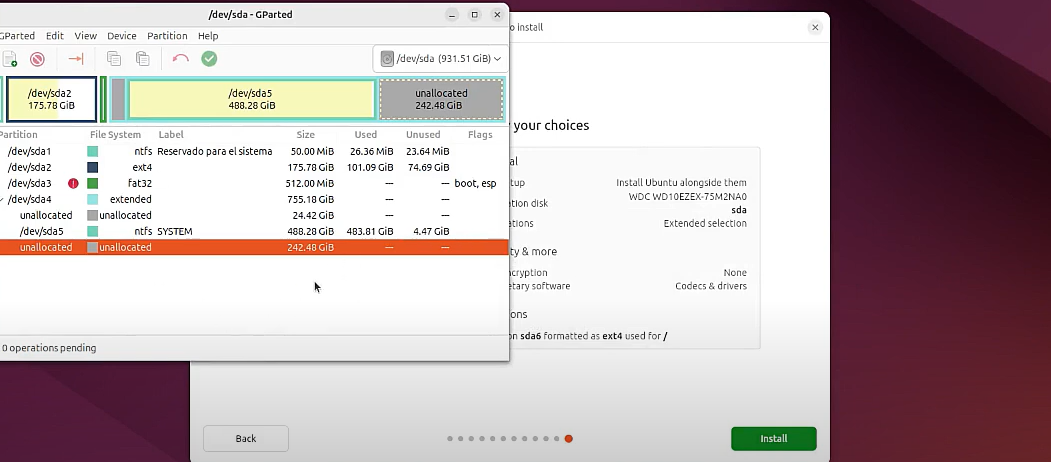 /dev/sda - GParted
GParted Edit View Device Partition Help
/dev/sda (931.51 GiB)
/dev/sda2
175.78 GiB
/dev/sda5
488.28 GiB
unallocated
242.48 GiB
Partition File System Label Size Used Unused Flags
/dev/sda1 ntfs Reservado para el sistema 50.00 MiB 26.36 MiB 23.64 MiB
/dev/sda2 ext4 175.78 GiB 101.09 GiB 74.69 GiB
/dev/sda3 fat32 512.00 MiB --- --- boot, esp
/dev/sda4 extended 755.18 GiB --- ---
unallocated unallocated 24.42 GiB --- ---
/dev/sda5 ntfs SYSTEM 488.28 GiB 483.81 GiB 4.47 GiB
unallocated unallocated 242.48 GiB --- ---
0 operations pending
o install
your choices
al
tup Install Ubuntu alongside them
ation disk WDC WD10EZEX-75M2NA0
sda
ations Extended selection
ty & more
ncryption None
etary software Codecs & drivers
ons
on sda6 formatted as ext4 used for /
Back
Install